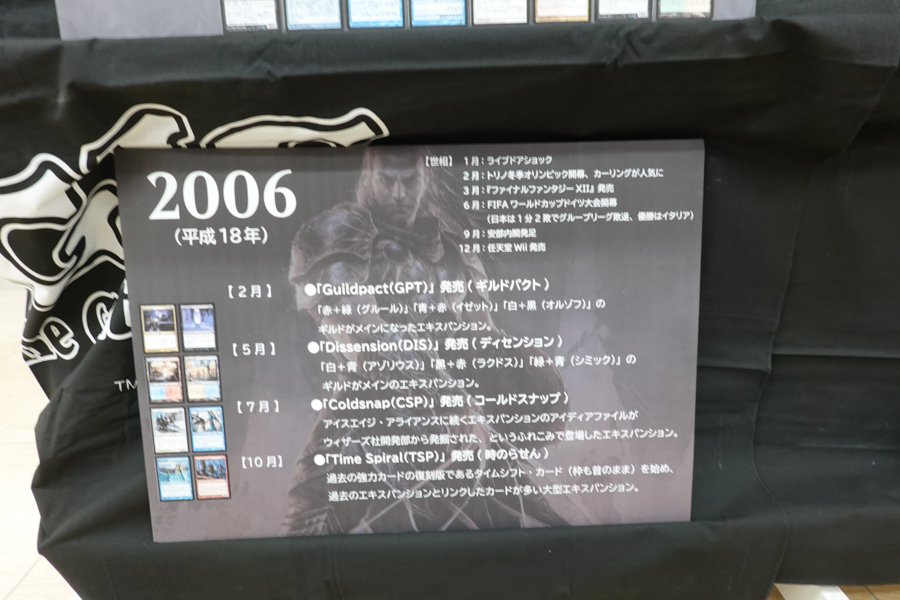 2006
(平成18年)
【世相】 1月：ライブドアショック
2月：トリノ冬季オリンピック開幕、カーリングが人気に
3月：『ファイナルファンタジーXII』発売
6月：FIFA ワールドカップドイツ大会開幕
（日本は1分2敗でグループリーグ敗退、優勝はイタリア）
9月：安部内閣発足
12月：任天堂 Wii 発売
【2月】 ●「Guildpact(GPT)」発売 ( ギルドパクト )
「赤＋緑（グルール）」「青＋赤（イゼット）」「白＋黒（オルゾフ）」の
ギルドがメインになったエキスパンション。
【5月】 ●「Dissension(DIS)」発売 ( ディセンション )
「白＋青（アゾリウス）」「黒＋赤（ラクドス）」「緑＋青（シミック）」の
ギルドがメインのエキスパンション。
【7月】 ●「Coldsnap(CSP)」発売 ( コールドスナップ )
アイスエイジ・アライアンスに続くエキスパンションのアイディアファイルが
ウィザーズ社開発部から発掘された、というふれこみで登場したエキスパンション。
【10月】 ●「Time Spiral(TSP)」発売 ( 時のらせん )
過去の強力カードの復刻版であるタイムシフト・カード（枠も昔のまま）を始め、
過去のエキスパンションとリンクしたカードが多い大型エキスパンション。
he
TM